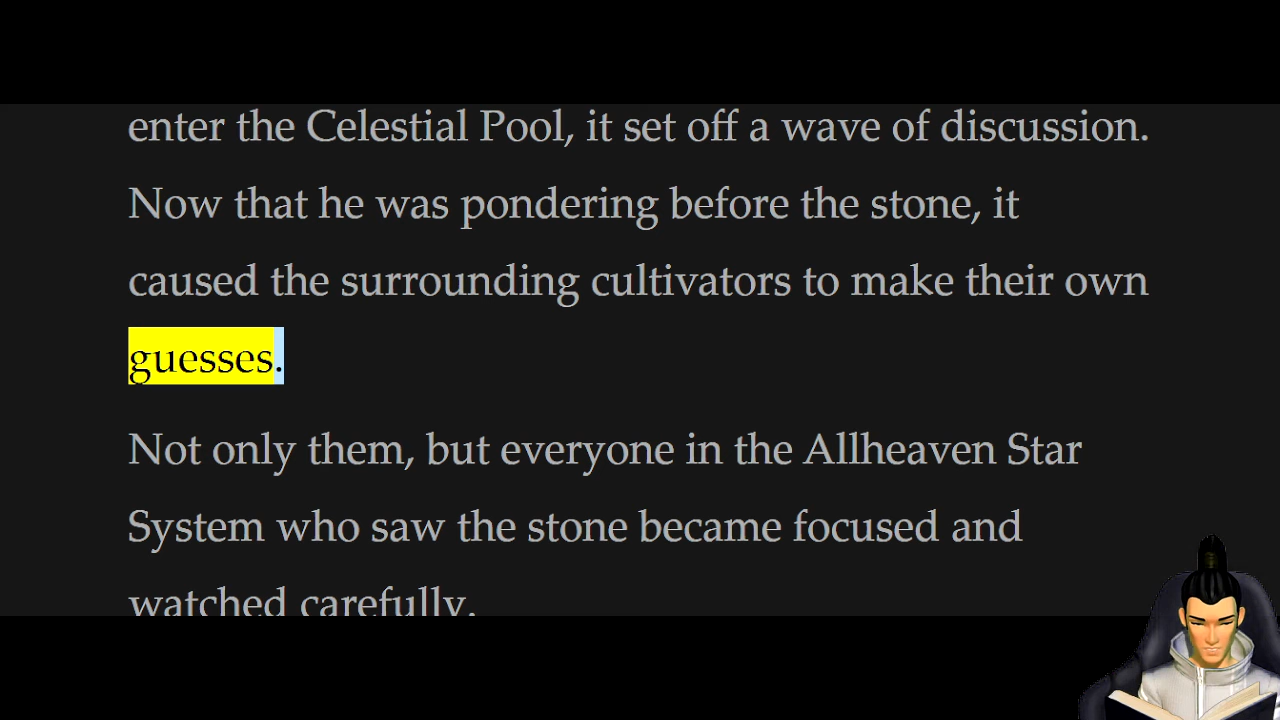 enter the Celestial Pool, it set off a wave of discussion.
Now that he was pondering before the stone, it
caused the surrounding cultivators to make their own
guesses.
Not only them, but everyone in the Allheaven Star
System who saw the stone became focused and
watched carefully.